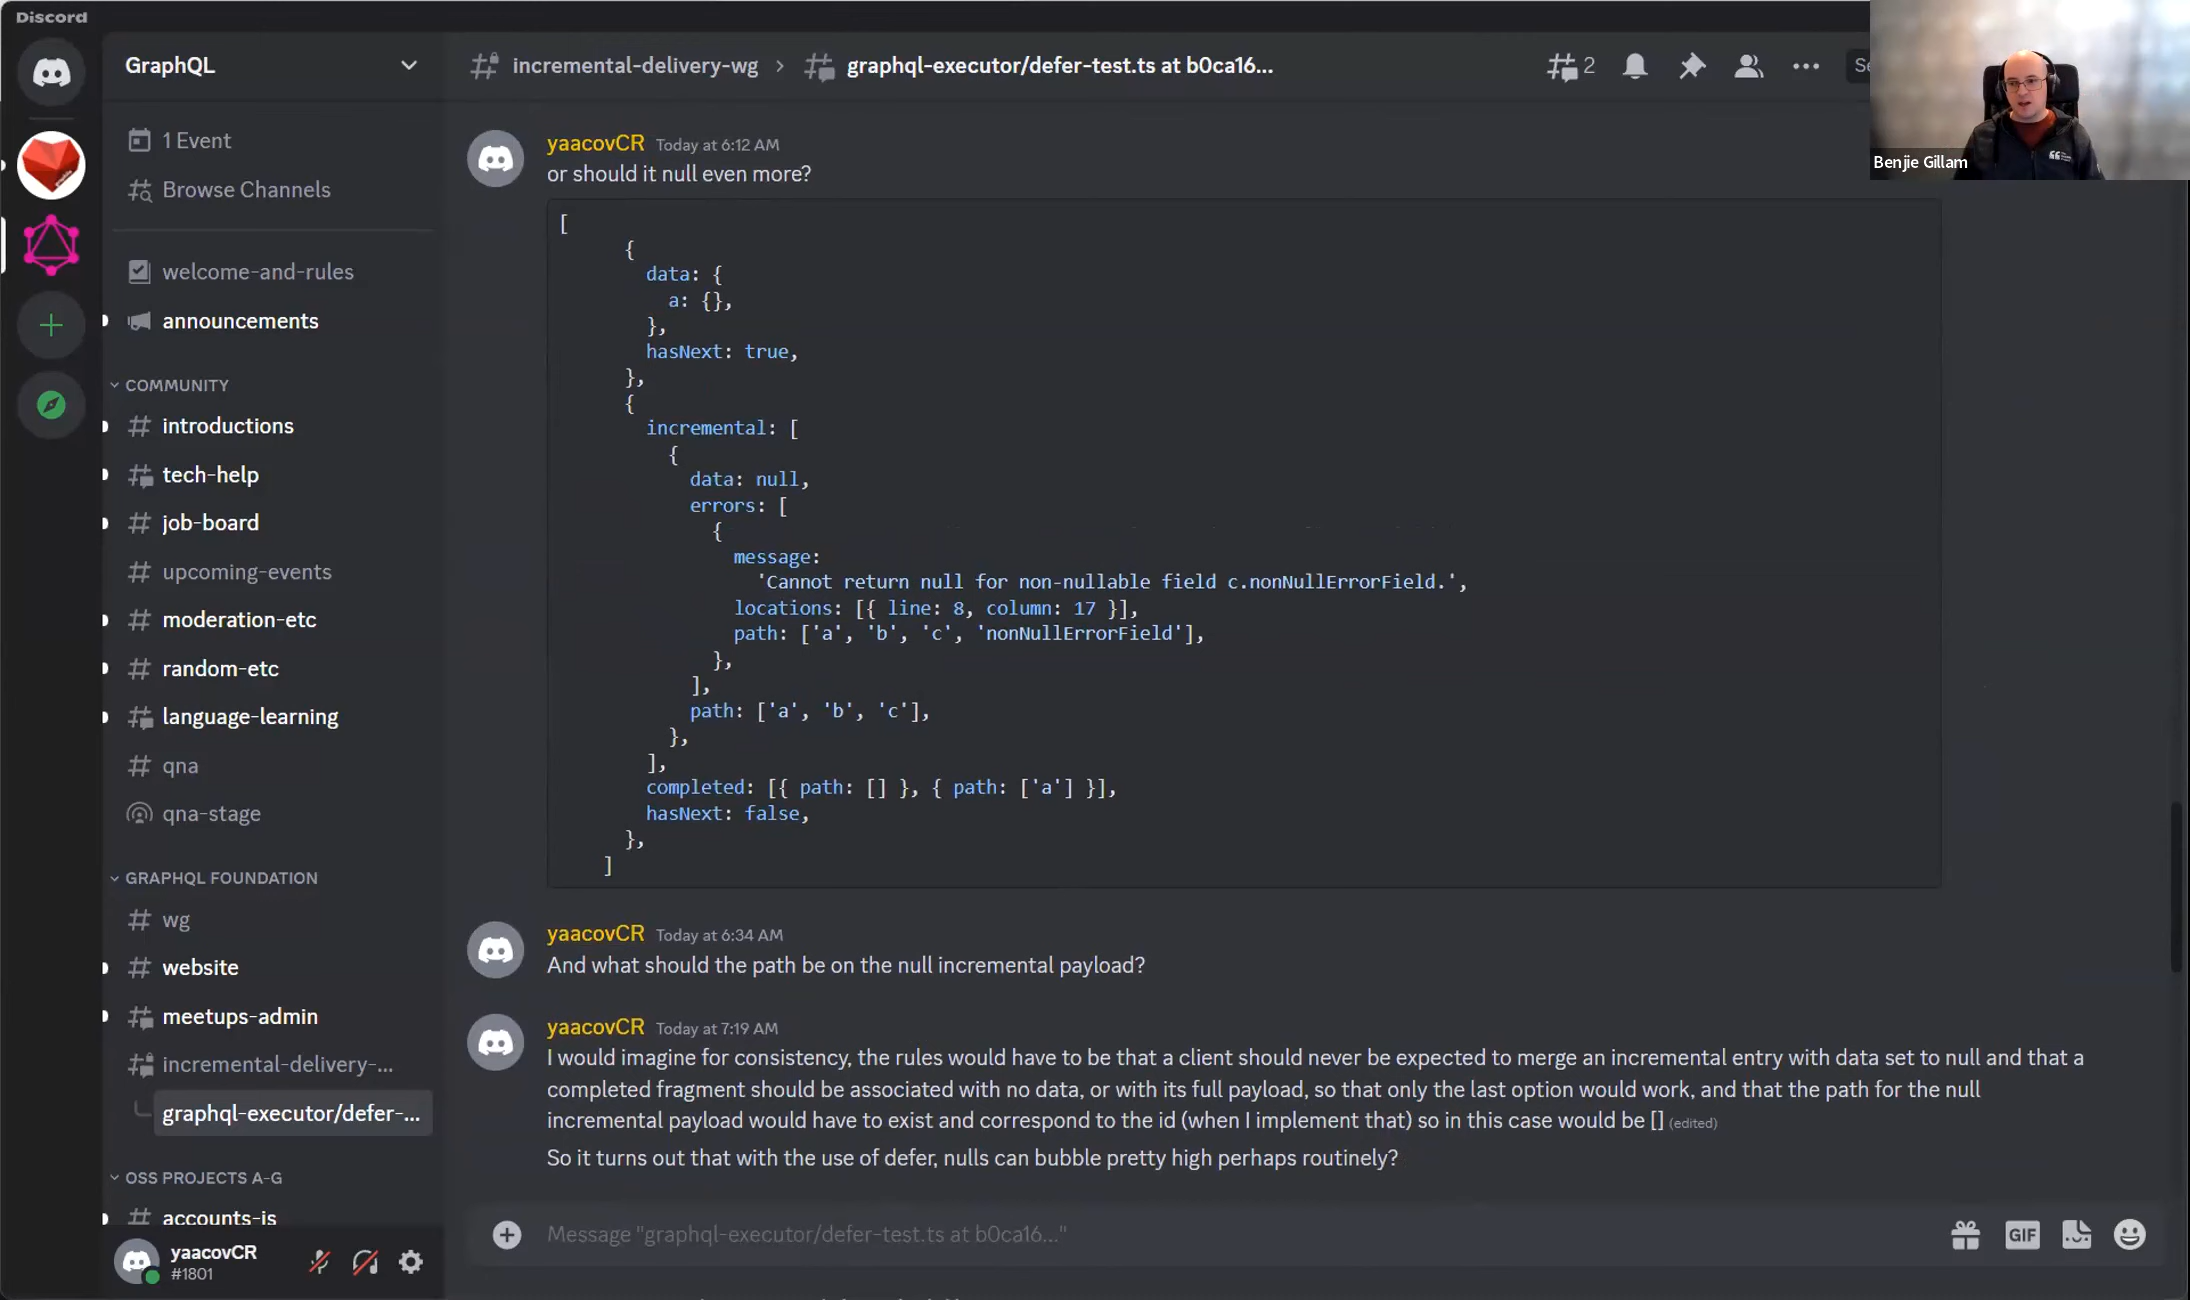 Discord
GraphQL
incremental-delivery-wg
graphql-executor/defer-test.ts at b0ca16...
2
Se
Benjie Gillam
1 Event
Browse Channels
welcome-and-rules
announcements
COMMUNITY
introductions
tech-help
job-board
upcoming-events
moderation-etc
random-etc
language-learning
qna
qna-stage
GRAPHQL FOUNDATION
wg
website
meetups-admin
incremental-delivery-...
graphql-executor/defer-...
OSS PROJECTS A-G
accounts-js
yaacovCR
#1801
yaacovCR Today at 6:12 AM
or should it null even more?
[
{
data: {
a: {},
},
hasNext: true,
},
{
incremental: [
{
data: null,
errors: [
{
message:
'Cannot return null for non-nullable field c.nonNullErrorField.',
locations: [{ line: 8, column: 17 }],
path: ['a', 'b', 'c', 'nonNullErrorField'],
},
],
path: ['a', 'b', 'c'],
},
],
completed: [{ path: [] }, { path: ['a'] }],
hasNext: false,
},
]
yaacovCR Today at 6:34 AM
And what should the path be on the null incremental payload?
yaacovCR Today at 7:19 AM
I would imagine for consistency, the rules would have to be that a client should never be expected to merge an incremental entry with data set to null and that a
completed fragment should be associated with no data, or with its full payload, so that only the last option would work, and that the path for the null
incremental payload would have to exist and correspond to the id (when I implement that) so in this case would be [] (edited)
So it turns out that with the use of defer, nulls can bubble pretty high perhaps routinely?
Message "graphql-executor/defer-test.ts at b0ca16..."
GIF